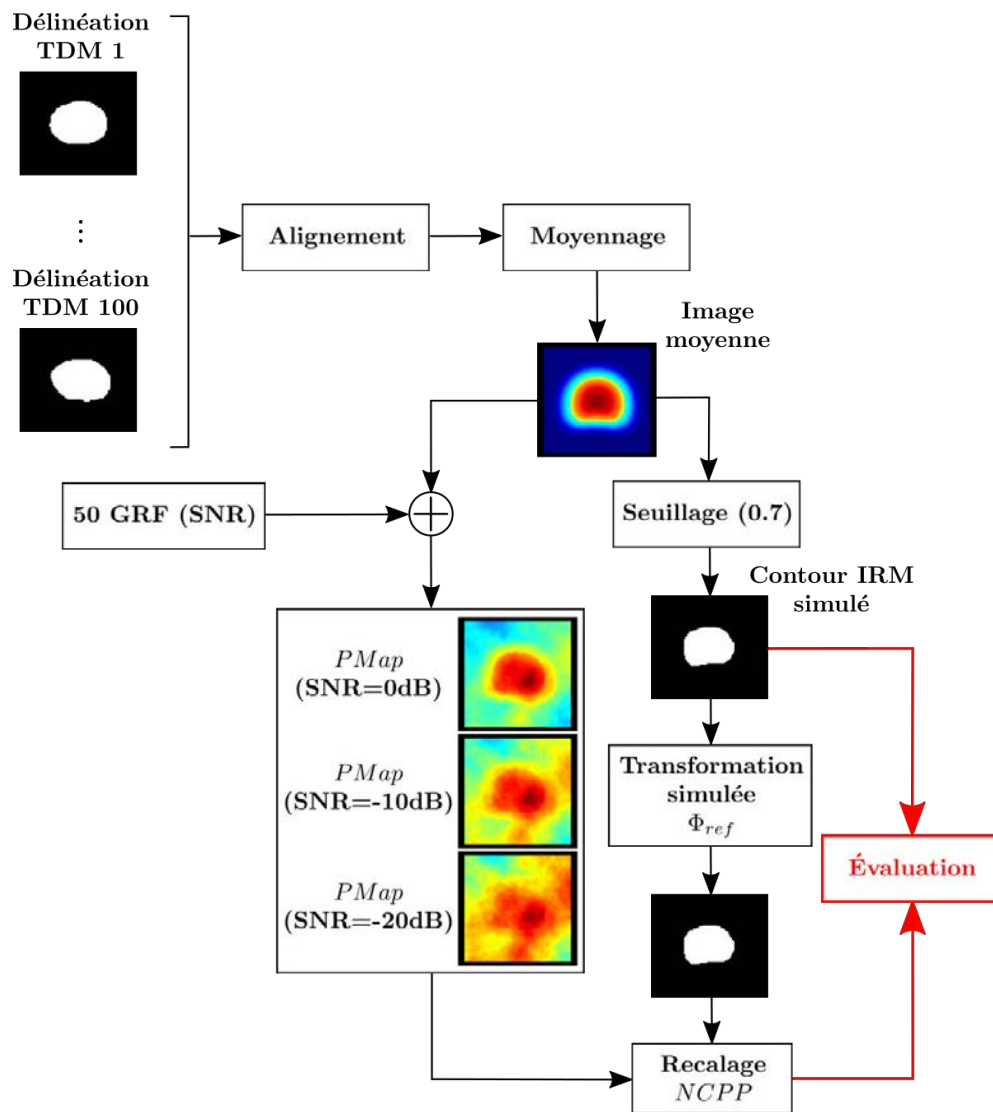 Délinéation
TDM 1
⋮
Délinéation
TDM 100
Alignement
Moyennage
Image
moyenne
50 GRF (SNR)
Seuillage (0.7)
Contour IRM
simulé
PMap
(SNR=0dB)
PMap
(SNR=-10dB)
PMap
(SNR=-20dB)
Transformation
simulée
Φref
Évaluation
Recalage
NCPP